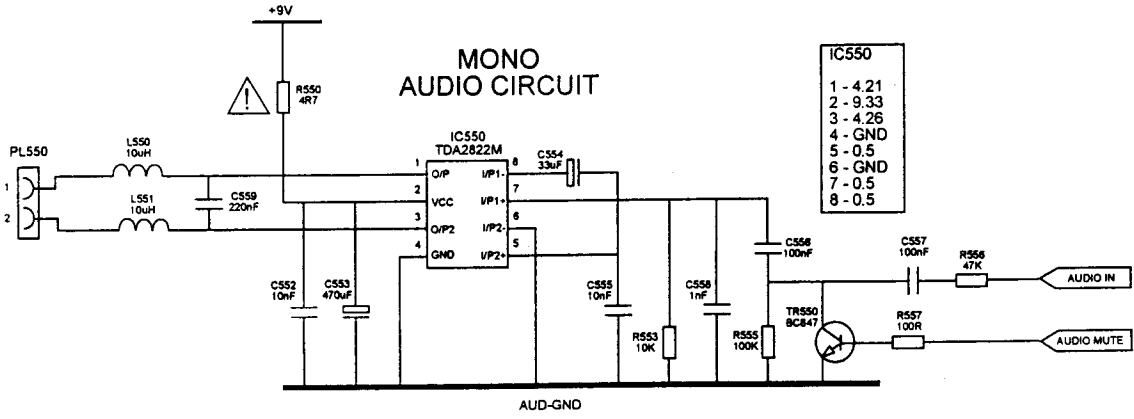 +9V
MONO
AUDIO CIRCUIT
R550
4R7
IC550
1 - 4.21
2 - 9.33
3 - 4.26
4 - GND
5 - 0.5
6 - GND
7 - 0.5
8 - 0.5
PL550
1
2
L550
10uH
L551
10uH
C559
220nF
IC550
TDA2822M
1
O/P
I/P1-
8
2
VCC
I/P1+
7
3
O/P2
I/P2-
6
4
GND
I/P2+
5
C554
33uF
C552
10nF
C553
470uF
C555
10nF
R553
10K
C558
1nF
R555
100K
C556
100nF
C557
100nF
R556
47K
AUDIO IN
TR550
BC847
R557
100R
AUDIO MUTE
AUD-GND